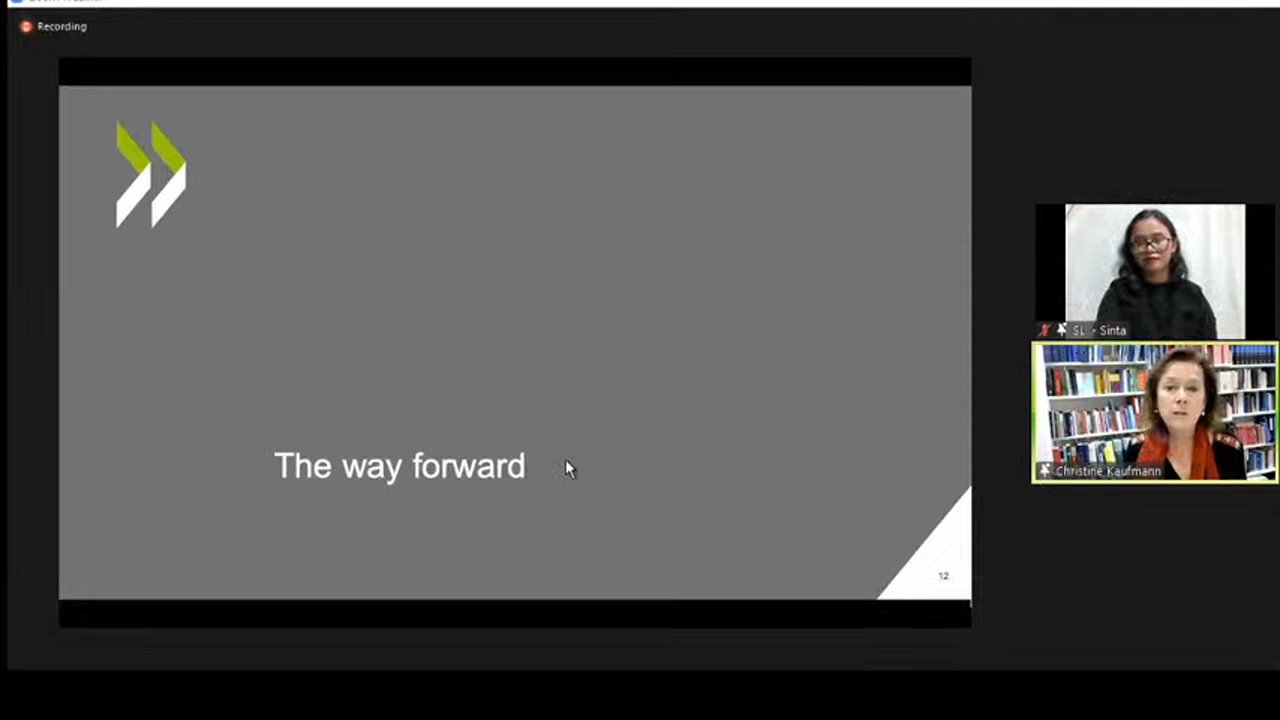 Recording
The way forward
12
SL - Sinta
Christine Kaufmann